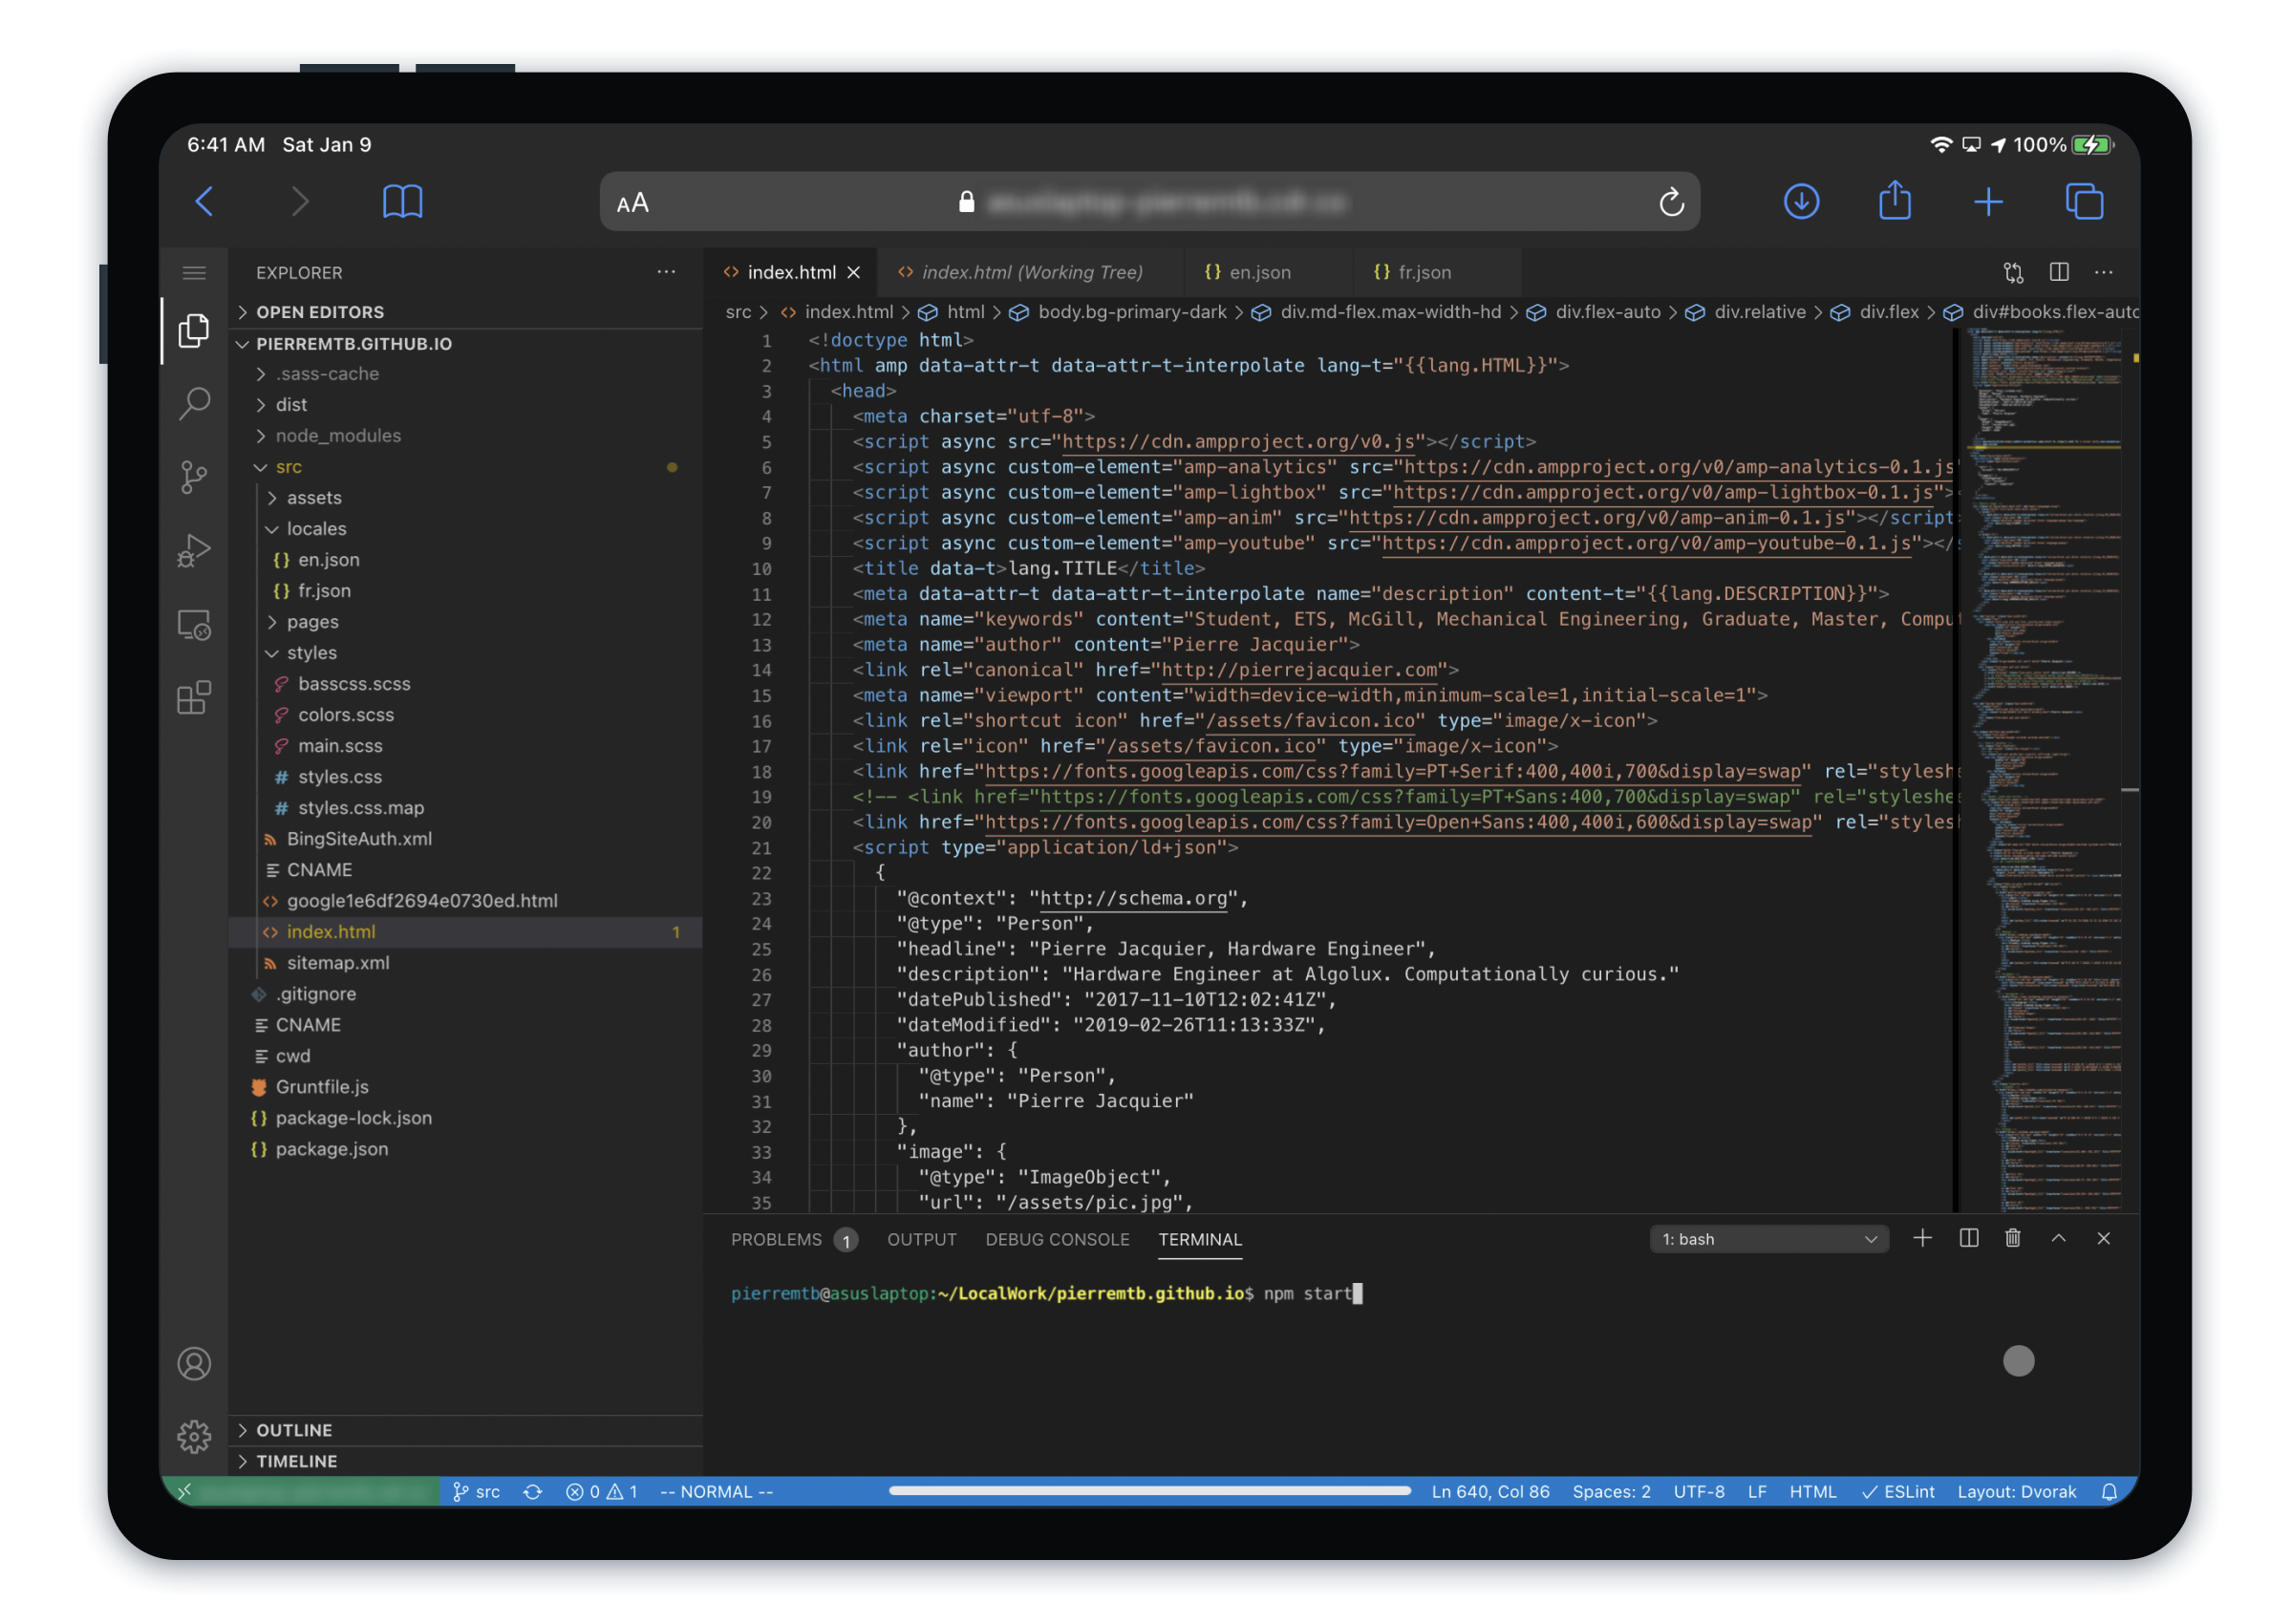 6:41 AM Sat Jan 9
100%
AA
EXPLORER
OPEN EDITORS
PIERREMTB.GITHUB.IO
.sass-cache
dist
node_modules
src
assets
locales
{} en.json
{} fr.json
pages
styles
basscss.scss
colors.scss
main.scss
# styles.css
# styles.css.map
BingSiteAuth.xml
CNAME
<> google1e6df2694e0730ed.html
<> index.html 1
sitemap.xml
.gitignore
CNAME
cwd
Gruntfile.js
{} package-lock.json
{} package.json
OUTLINE
TIMELINE
<> index.html
<> index.html (Working Tree)
{} en.json
{} fr.json
src > <> index.html > html > body.bg-primary-dark > div.md-flex.max-width-hd > div.flex-auto > div.relative > div.flex > div#books.flex-auto
1 <!doctype html>
2 <html amp data-attr-t data-attr-t-interpolate lang-t="{{lang.HTML}}">
3 <head>
4 <meta charset="utf-8">
5 <script async src="https://cdn.ampproject.org/v0.js"></script>
6 <script async custom-element="amp-analytics" src="https://cdn.ampproject.org/v0/amp-analytics-0.1.js"
7 <script async custom-element="amp-lightbox" src="https://cdn.ampproject.org/v0/amp-lightbox-0.1.js"><
8 <script async custom-element="amp-anim" src="https://cdn.ampproject.org/v0/amp-anim-0.1.js"></script>
9 <script async custom-element="amp-youtube" src="https://cdn.ampproject.org/v0/amp-youtube-0.1.js"></s
10 <title data-t>lang.TITLE</title>
11 <meta data-attr-t data-attr-t-interpolate name="description" content-t="{{lang.DESCRIPTION}}">
12 <meta name="keywords" content="Student, ETS, McGill, Mechanical Engineering, Graduate, Master, Comput
13 <meta name="author" content="Pierre Jacquier">
14 <link rel="canonical" href="http://pierrejacquier.com">
15 <meta name="viewport" content="width=device-width,minimum-scale=1,initial-scale=1">
16 <link rel="shortcut icon" href="/assets/favicon.ico" type="image/x-icon">
17 <link rel="icon" href="/assets/favicon.ico" type="image/x-icon">
18 <link href="https://fonts.googleapis.com/css?family=PT+Serif:400,400i,700&display=swap" rel="styleshe
19 <!-- <link href="https://fonts.googleapis.com/css?family=PT+Sans:400,700&display=swap" rel="styleshee
20 <link href="https://fonts.googleapis.com/css?family=Open+Sans:400,400i,600&display=swap" rel="stylesh
21 <script type="application/ld+json">
22 {
23 "@context": "http://schema.org",
24 "@type": "Person",
25 "headline": "Pierre Jacquier, Hardware Engineer",
26 "description": "Hardware Engineer at Algolux. Computationally curious."
27 "datePublished": "2017-11-10T12:02:41Z",
28 "dateModified": "2019-02-26T11:13:33Z",
29 "author": {
30 "@type": "Person",
31 "name": "Pierre Jacquier"
32 },
33 "image": {
34 "@type": "ImageObject",
35 "url": "/assets/pic.jpg",
PROBLEMS 1 OUTPUT DEBUG CONSOLE TERMINAL
1: bash
pierremtb@asuslaptop:~/LocalWork/pierremtb.github.io$ npm start
src 0 1 -- NORMAL -- Ln 640, Col 86 Spaces: 2 UTF-8 LF HTML ESLint Layout: Dvorak